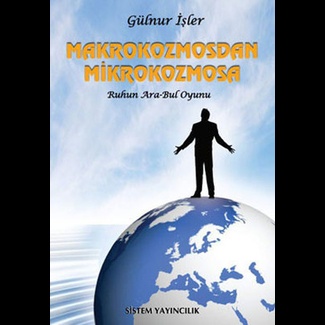 Gülnur İşler
MAKROKOZMOSDAN
MİKROKOZMOSA
Ruhun Ara-Bul Oyunu
SİSTEM YAYINCILIK